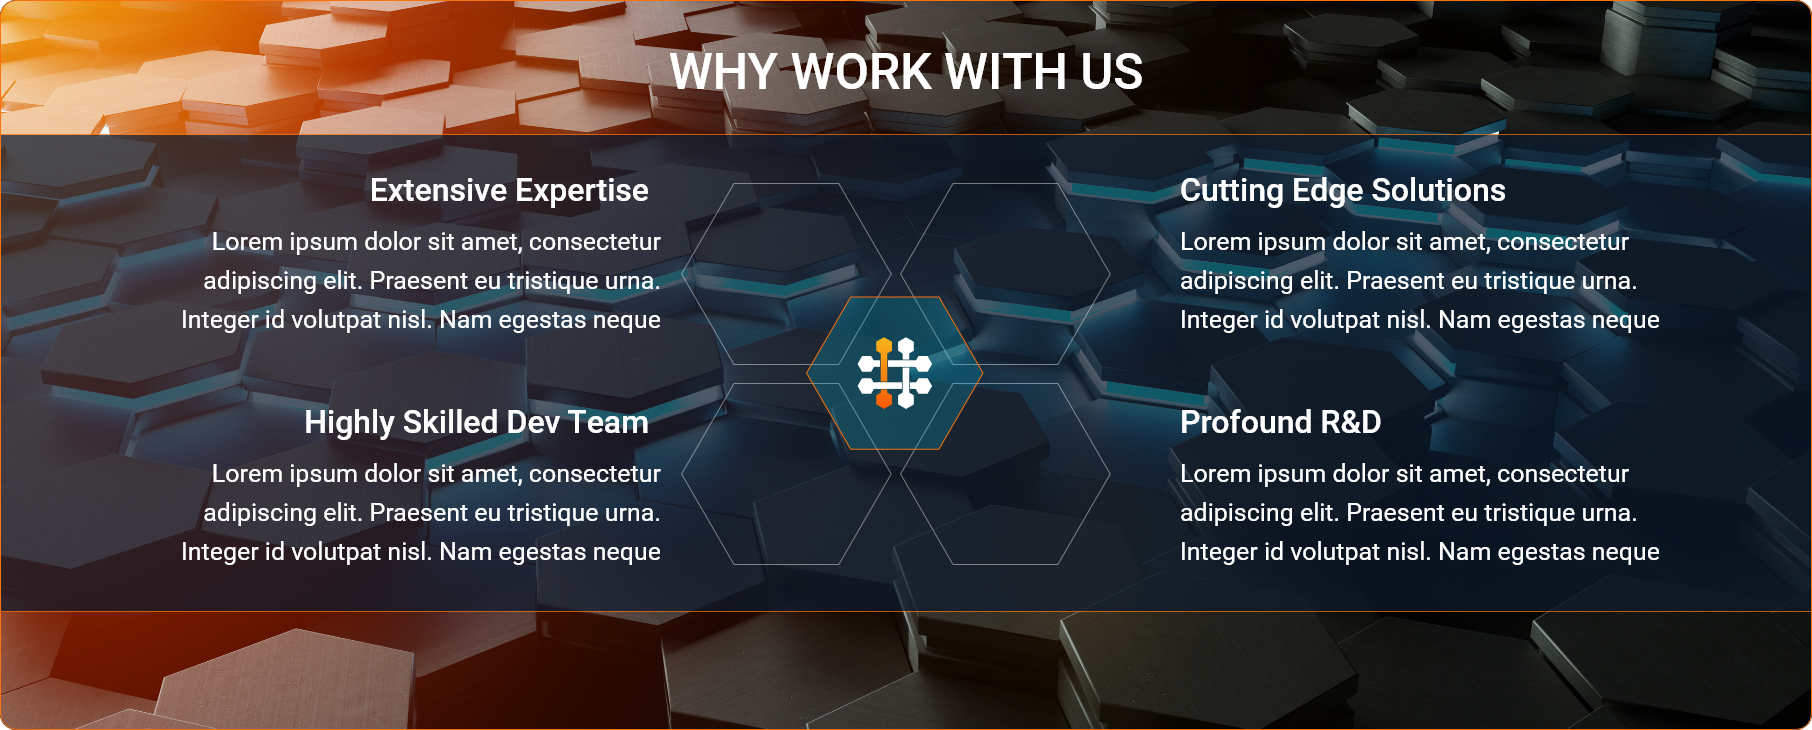 WHY WORK WITH US
Extensive Expertise
Lorem ipsum dolor sit amet, consectetur
adipiscing elit. Praesent eu tristique urna.
Integer id volutpat nisl. Nam egestas neque
Cutting Edge Solutions
Lorem ipsum dolor sit amet, consectetur
adipiscing elit. Praesent eu tristique urna.
Integer id volutpat nisl. Nam egestas neque
Highly Skilled Dev Team
Lorem ipsum dolor sit amet, consectetur
adipiscing elit. Praesent eu tristique urna.
Integer id volutpat nisl. Nam egestas neque
Profound R&D
Lorem ipsum dolor sit amet, consectetur
adipiscing elit. Praesent eu tristique urna.
Integer id volutpat nisl. Nam egestas neque